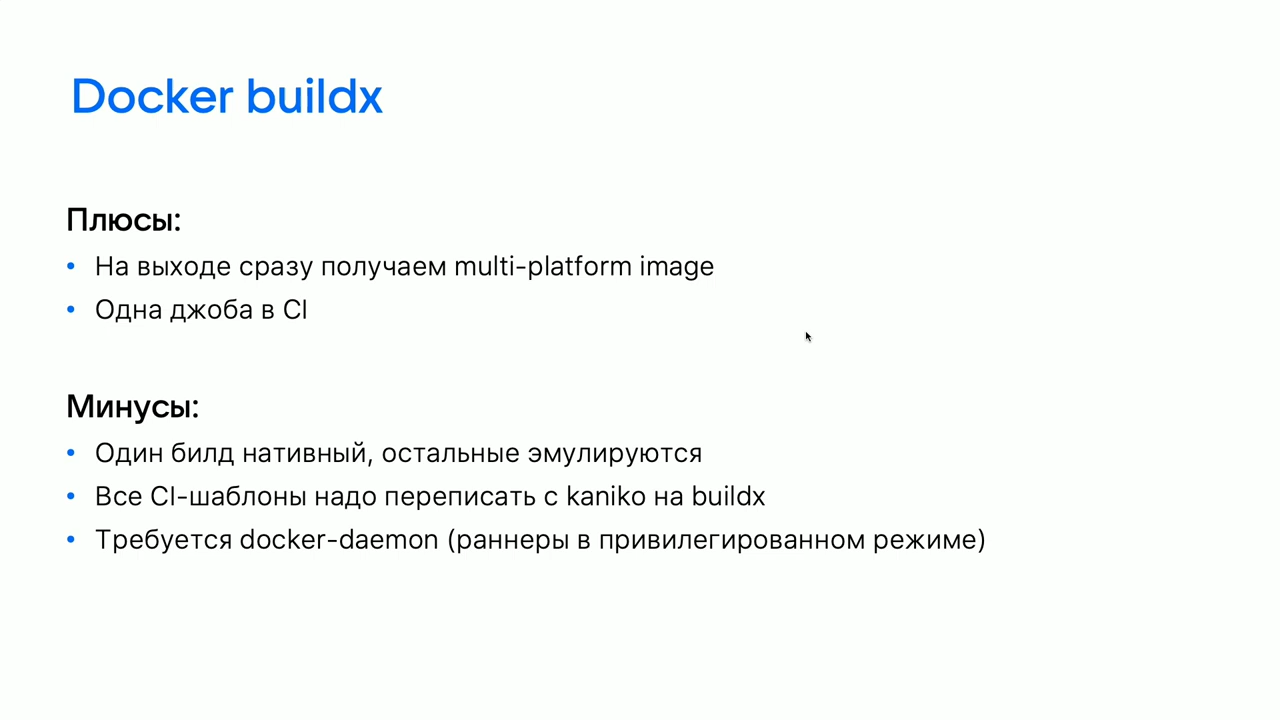 Docker buildx
Плюсы:
• На выходе сразу получаем multi-platform image
• Одна джоба в CI
Минусы:
• Один билд нативный, остальные эмулируются
• Все CI-шаблоны надо переписать с kaniko на buildx
• Требуется docker-daemon (раннеры в привилегированном режиме)